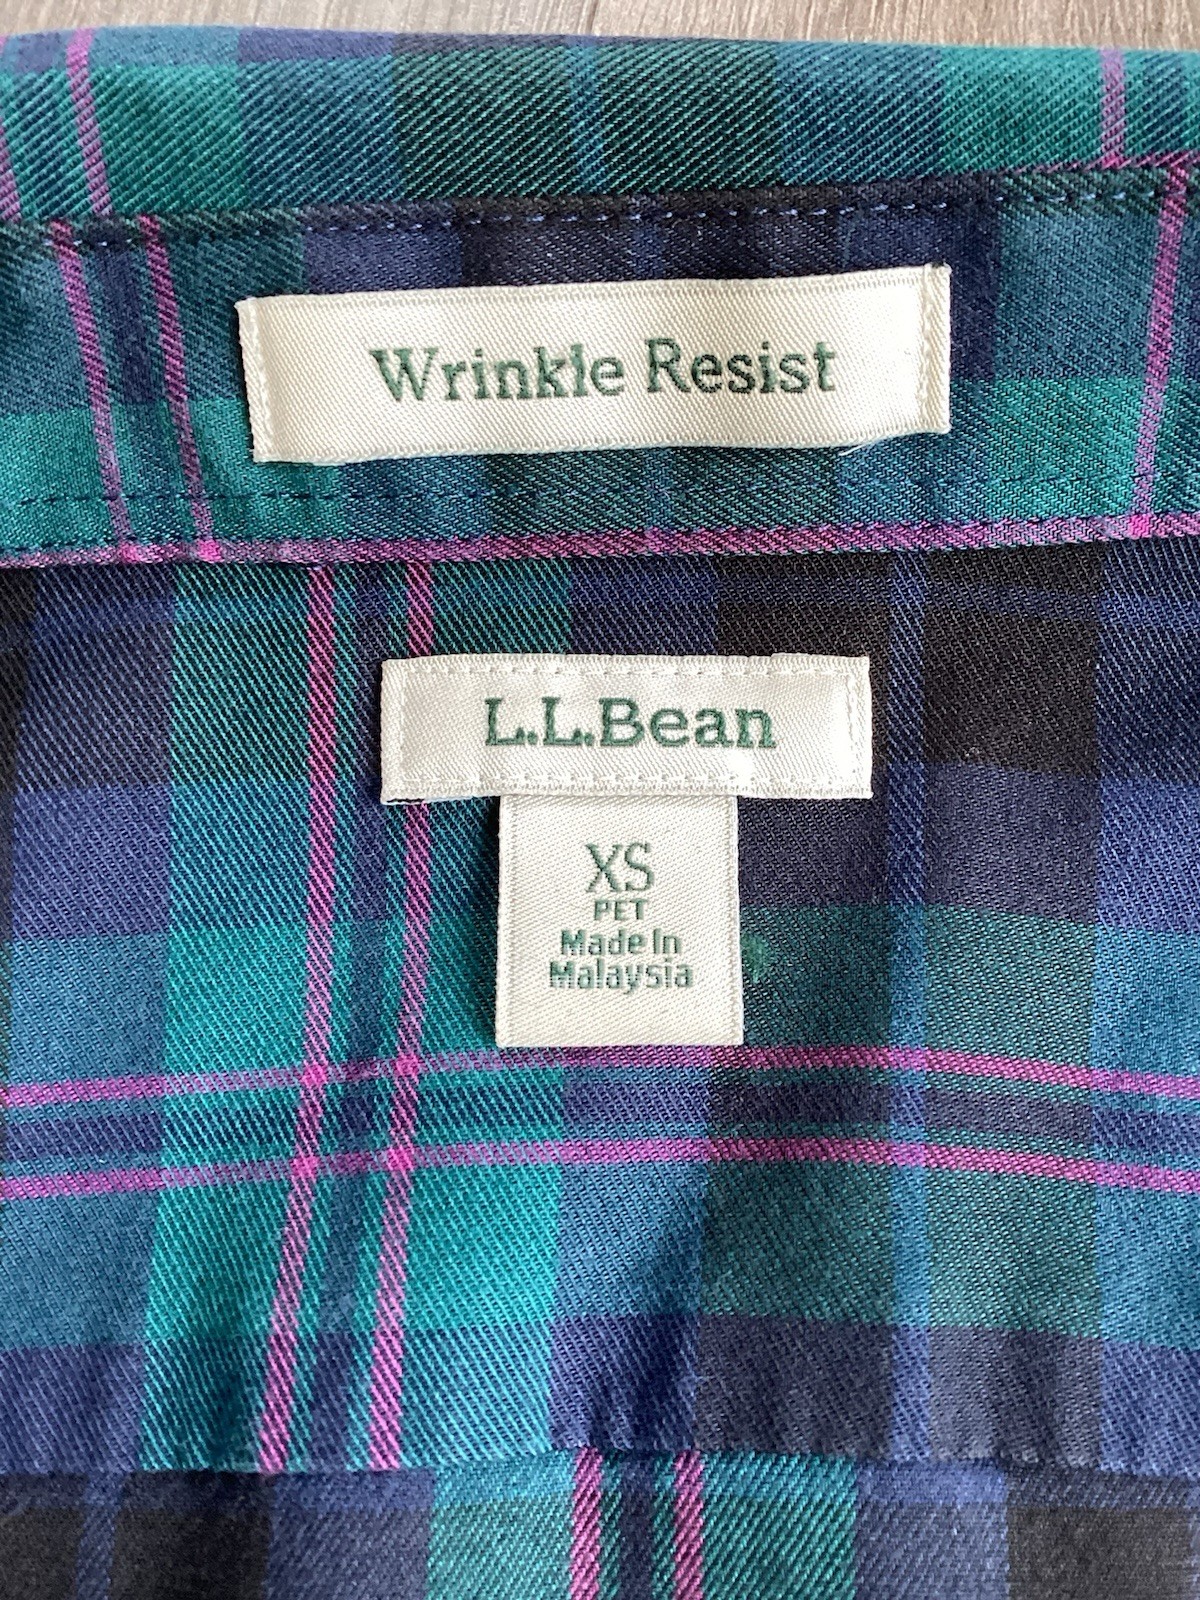 Wrinkle Resist
L.L.Bean
XS
PET
Made In
Malaysia